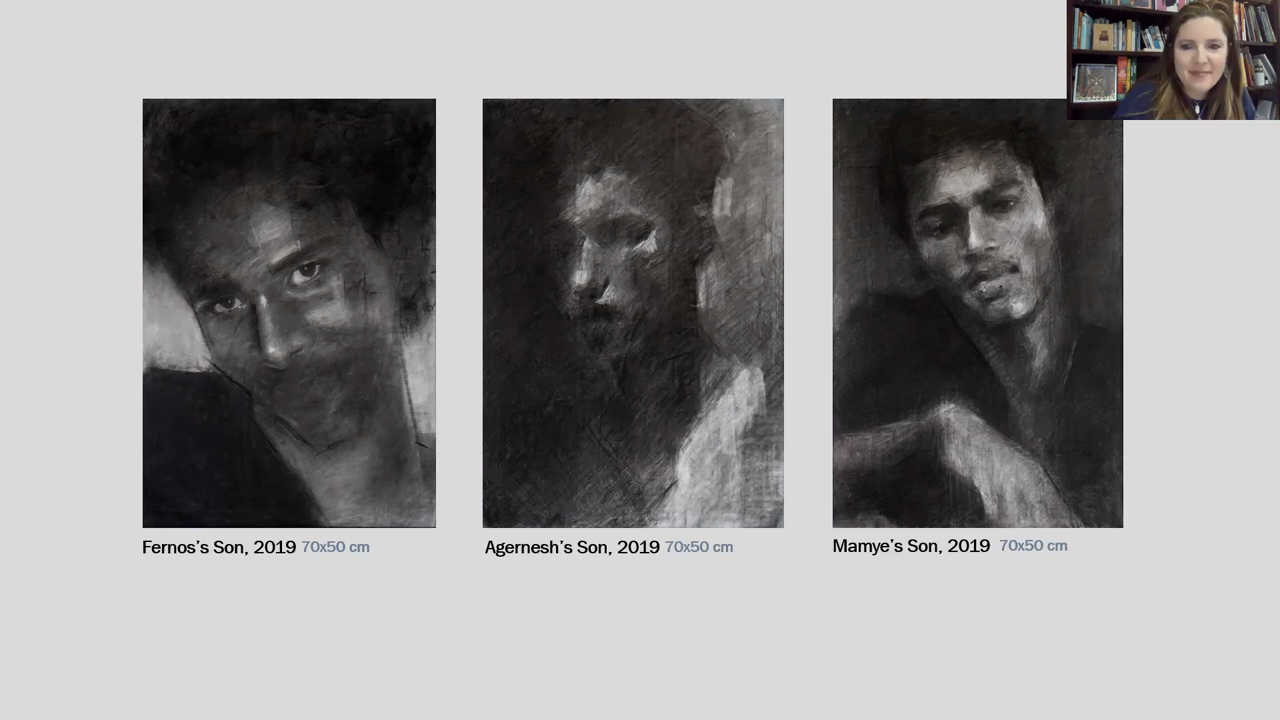 Fernos's Son, 2019 70x50 cm
Agernesh's Son, 2019 70x50 cm
Mamye's Son, 2019 70x50 cm